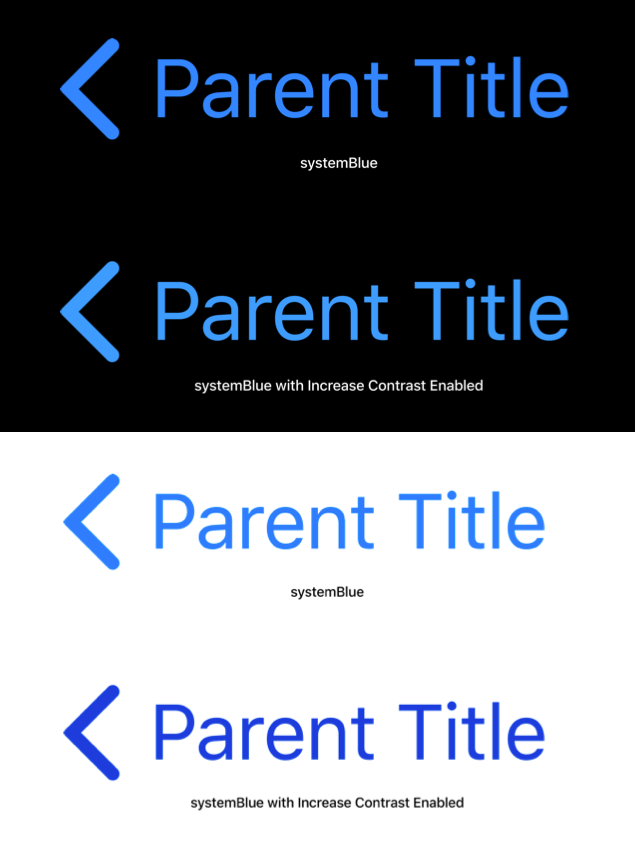 Parent Title
systemBlue
Parent Title
systemBlue with Increase Contrast Enabled
Parent Title
systemBlue
Parent Title
systemBlue with Increase Contrast Enabled